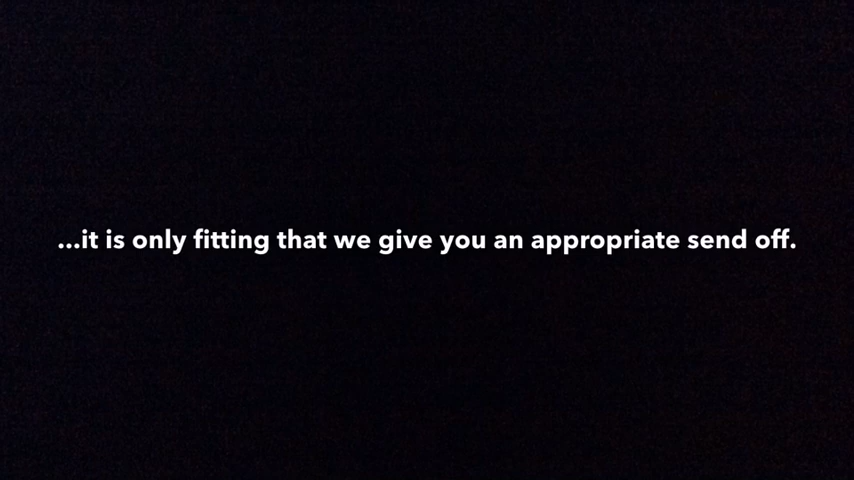 ...it is only fitting that we give you an appropriate send off.